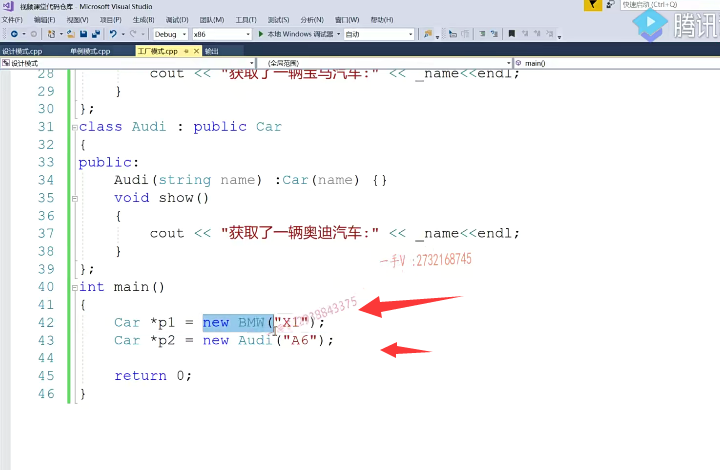 视频课堂代码仓库 - Microsoft Visual Studio
快速启动 (Ctrl+Q)
腾讯
文件(F) 编辑(E) 视图(V) 项目(P) 生成(B) 调试(D) 团队(M) 工具(T) 测试(S) 分析(N) 窗口(W) 帮助(H)
Debug x86 本地 Windows 调试器 自动
设计模式.cpp 单例模式.cpp 工厂模式.cpp 输出
设计模式 (全局范围) main()
28 cout << "获取了一辆宝马汽车:" << _name<<endl;
29 }
30 };
31 class Audi : public Car
32 {
33 public:
34 Audi(string name) :Car(name) {}
35 void show()
36 {
37 cout << "获取了一辆奥迪汽车:" << _name<<endl;
38 }
39 };
一手V :2732168745
40 int main()
41 {
42 Car *p1 = new BMW("X1");
43 Car *p2 = new Audi("A6");
44
45 return 0;
46 }